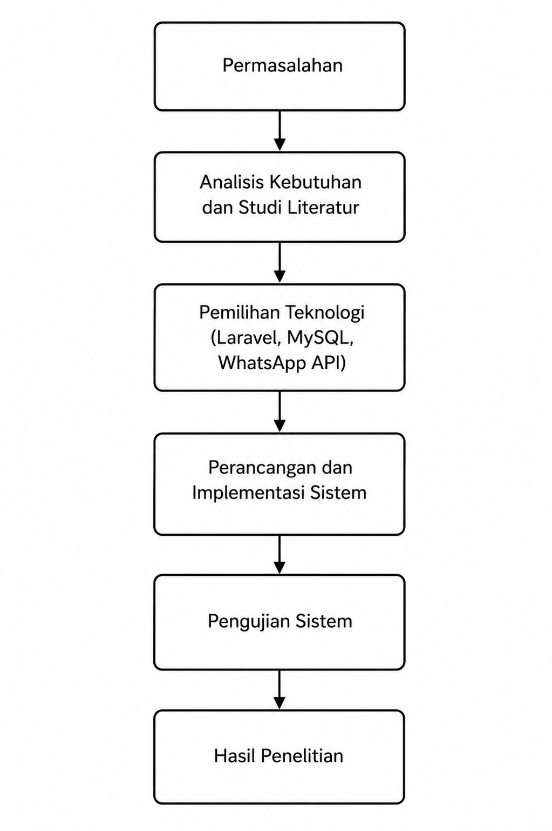 Permasalahan
Analisis Kebutuhan
dan Studi Literatur
Pemilihan Teknologi
(Laravel, MySQL,
WhatsApp API)
Perancangan dan
Implementasi Sistem
Pengujian Sistem
Hasil Penelitian